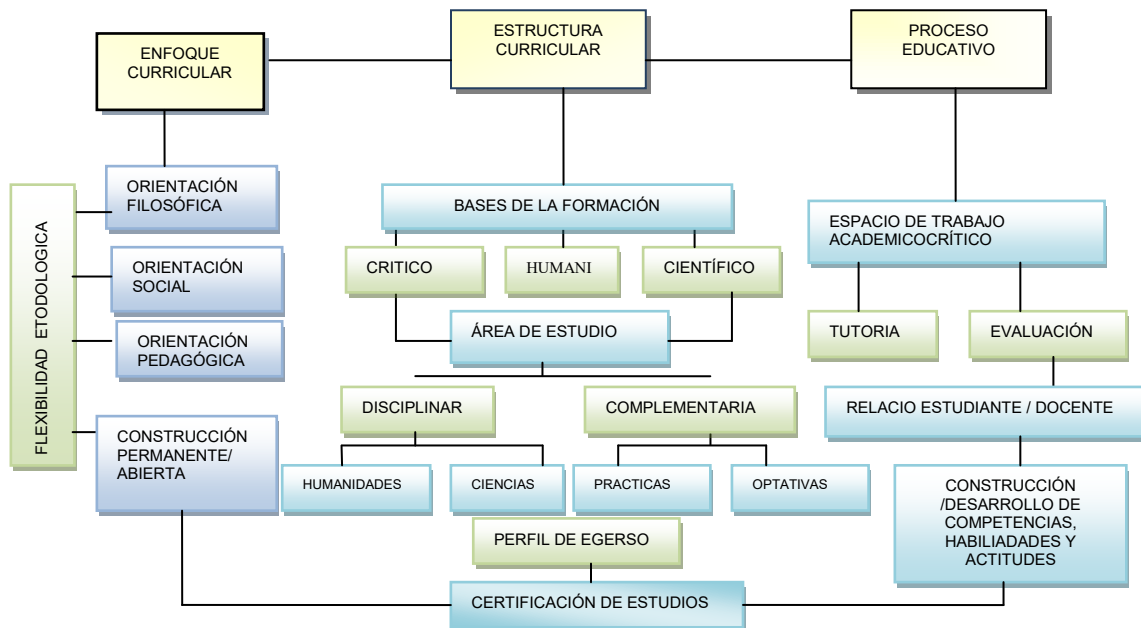 ENFOQUE
CURRICULAR
ESTRUCTURA
CURRICULAR
PROCESO
EDUCATIVO
FLEXIBILIDAD ETODOLOGICA
ORIENTACIÓN
FILOSÓFICA
ORIENTACIÓN
SOCIAL
ORIENTACIÓN
PEDAGÓGICA
CONSTRUCCIÓN
PERMANENTE/
ABIERTA
BASES DE LA FORMACIÓN
CRITICO
HUMANI
CIENTÍFICO
ÁREA DE ESTUDIO
DISCIPLINAR
COMPLEMENTARIA
HUMANIDADES
CIENCIAS
PRACTICAS
OPTATIVAS
ESPACIO DE TRABAJO
ACADEMICOCRÍTICO
TUTORIA
EVALUACIÓN
RELACIO ESTUDIANTE / DOCENTE
CONSTRUCCIÓN
/DESARROLLO DE
COMPETENCIAS,
HABILIADADES Y
ACTITUDES
PERFIL DE EGERSO
CERTIFICACIÓN DE ESTUDIOS